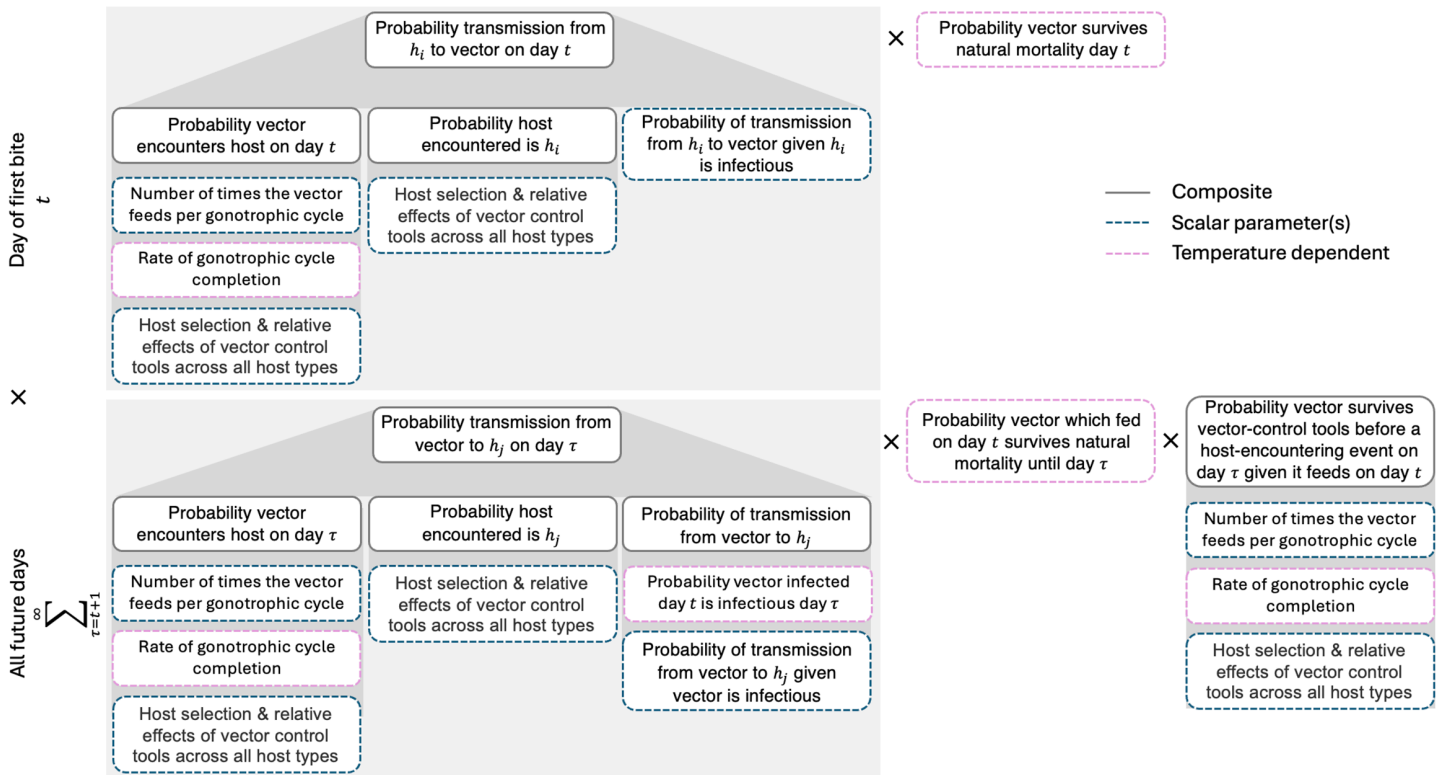 Probability transmission from
hᵢ to vector on day t
×
Probability vector survives
natural mortality day t
Day of first bite
t
Probability vector
encounters host on day t
Probability host
encountered is hᵢ
Probability of transmission
from hᵢ to vector given hᵢ
is infectious
Number of times the vector
feeds per gonotrophic cycle
Host selection & relative
effects of vector control
tools across all host types
Rate of gonotrophic cycle
completion
Host selection & relative
effects of vector control
tools across all host types
Composite
Scalar parameter(s)
Temperature dependent
×
All future days
∞
∑
τ=t+1
Probability transmission from
vector to hⱼ on day τ
×
Probability vector which fed
on day t survives natural
mortality until day τ
×
Probability vector survives
vector-control tools before a
host-encountering event on
day τ given it feeds on day t
Probability vector
encounters host on day τ
Probability host
encountered is hⱼ
Probability of transmission
from vector to hⱼ
Number of times the vector
feeds per gonotrophic cycle
Host selection & relative
effects of vector control
tools across all host types
Probability vector infected
day t is infectious day τ
Rate of gonotrophic cycle
completion
Probability of transmission
from vector to hⱼ given
vector is infectious
Host selection & relative
effects of vector control
tools across all host types
Number of times the vector
feeds per gonotrophic cycle
Rate of gonotrophic cycle
completion
Host selection & relative
effects of vector control
tools across all host types